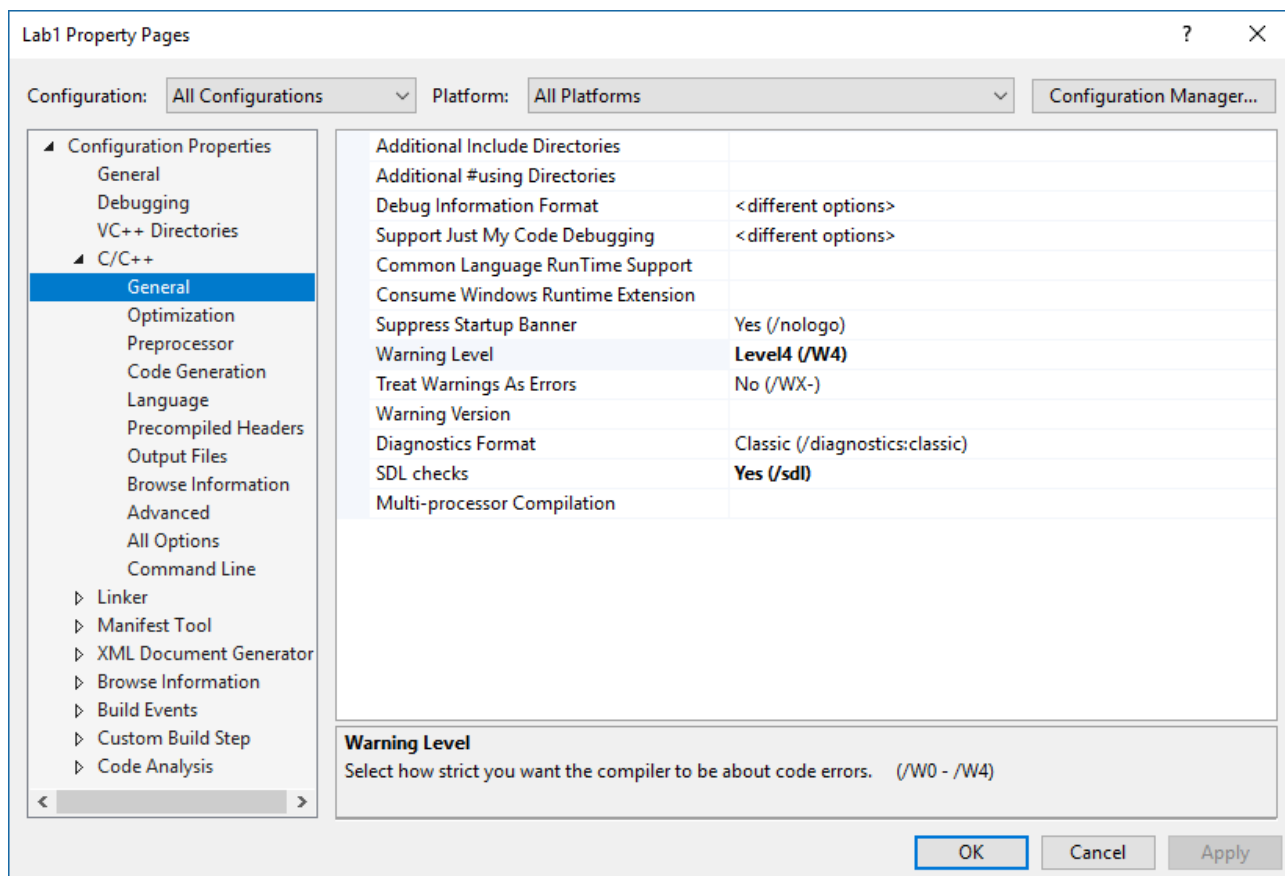 Lab1 Property Pages
?
Configuration: All Configurations Platform: All Platforms Configuration Manager...
Configuration Properties
General
Debugging
VC++ Directories
C/C++
General
Optimization
Preprocessor
Code Generation
Language
Precompiled Headers
Output Files
Browse Information
Advanced
All Options
Command Line
Linker
Manifest Tool
XML Document Generator
Browse Information
Build Events
Custom Build Step
Code Analysis
Additional Include Directories
Additional #using Directories
Debug Information Format <different options>
Support Just My Code Debugging <different options>
Common Language RunTime Support
Consume Windows Runtime Extension
Suppress Startup Banner Yes (/nologo)
Warning Level Level4 (/W4)
Treat Warnings As Errors No (/WX-)
Warning Version
Diagnostics Format Classic (/diagnostics:classic)
SDL checks Yes (/sdl)
Multi-processor Compilation
Warning Level
Select how strict you want the compiler to be about code errors. (/W0 - /W4)
OK Cancel Apply